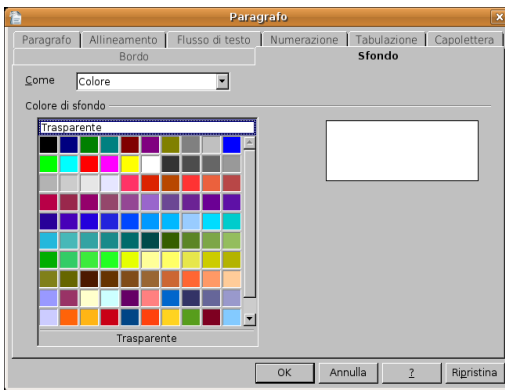 Paragrafo
Paragrafo Allineamento Flusso di testo Numerazione Tabulazione Capolettera
Bordo Sfondo
Come Colore
Colore di sfondo
Trasparente
Trasparente
OK Annulla ? Ripristina